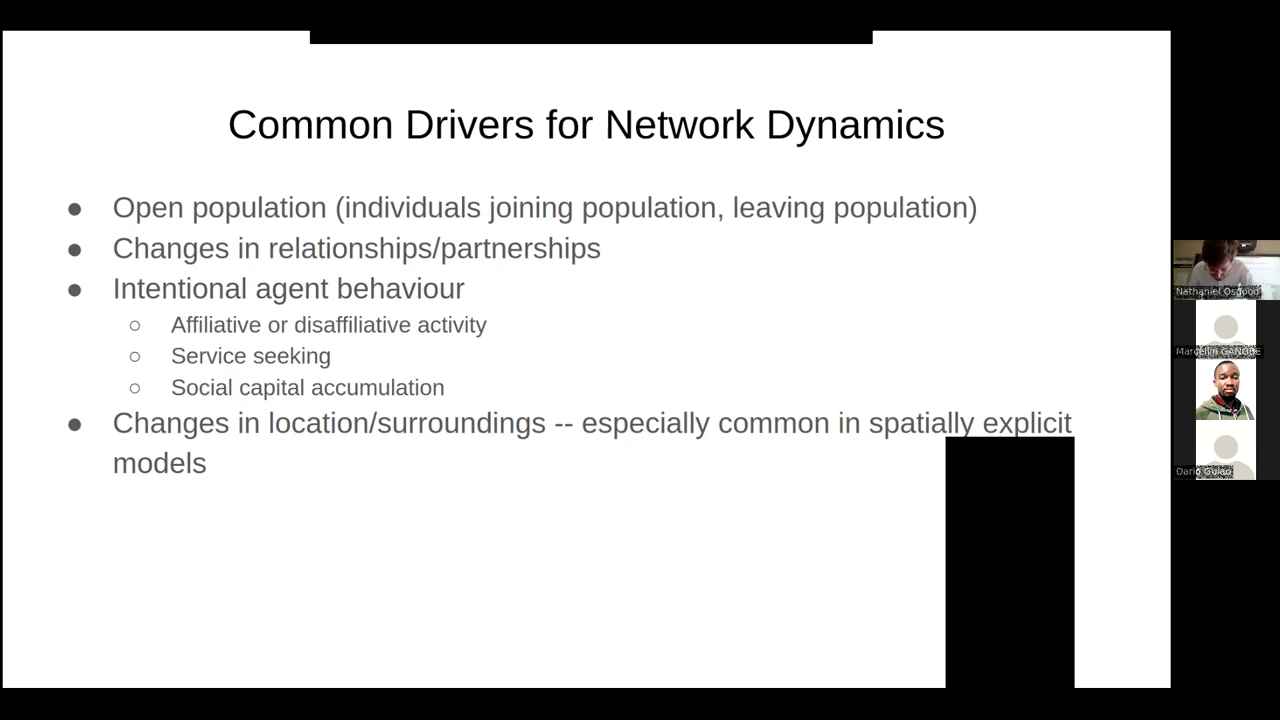 Common Drivers for Network Dynamics
● Open population (individuals joining population, leaving population)
● Changes in relationships/partnerships
● Intentional agent behaviour
○ Affiliative or disaffiliative activity
○ Service seeking
○ Social capital accumulation
● Changes in location/surroundings -- especially common in spatially explicit
models
Nathaniel Osgood
Marcellin GANGBE
Dario